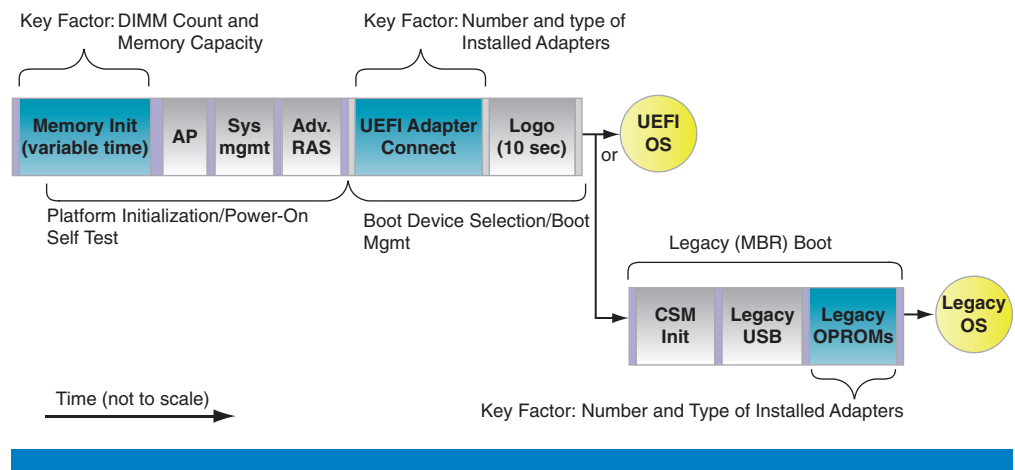 Key Factor: DIMM Count and
Memory Capacity
Key Factor: Number and type of
Installed Adapters
Memory Init
(variable time)
AP
Sys
mgmt
Adv.
RAS
UEFI Adapter
Connect
Logo
(10 sec)
or
UEFI
OS
Platform Initialization/Power-On
Self Test
Boot Device Selection/Boot
Mgmt
Legacy (MBR) Boot
CSM
Init
Legacy
USB
Legacy
OPROMs
Legacy
OS
Time (not to scale)
Key Factor: Number and Type of Installed Adapters